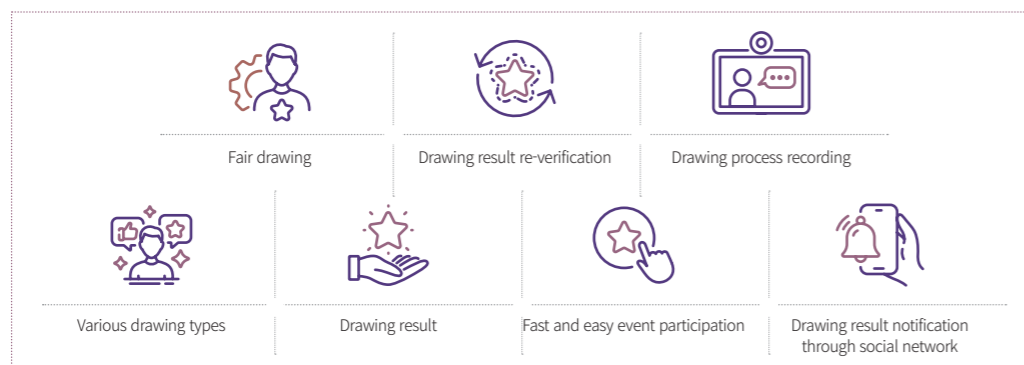 Fair drawing
Drawing result re-verification
Drawing process recording
Various drawing types
Drawing result
Fast and easy event participation
Drawing result notification
through social network